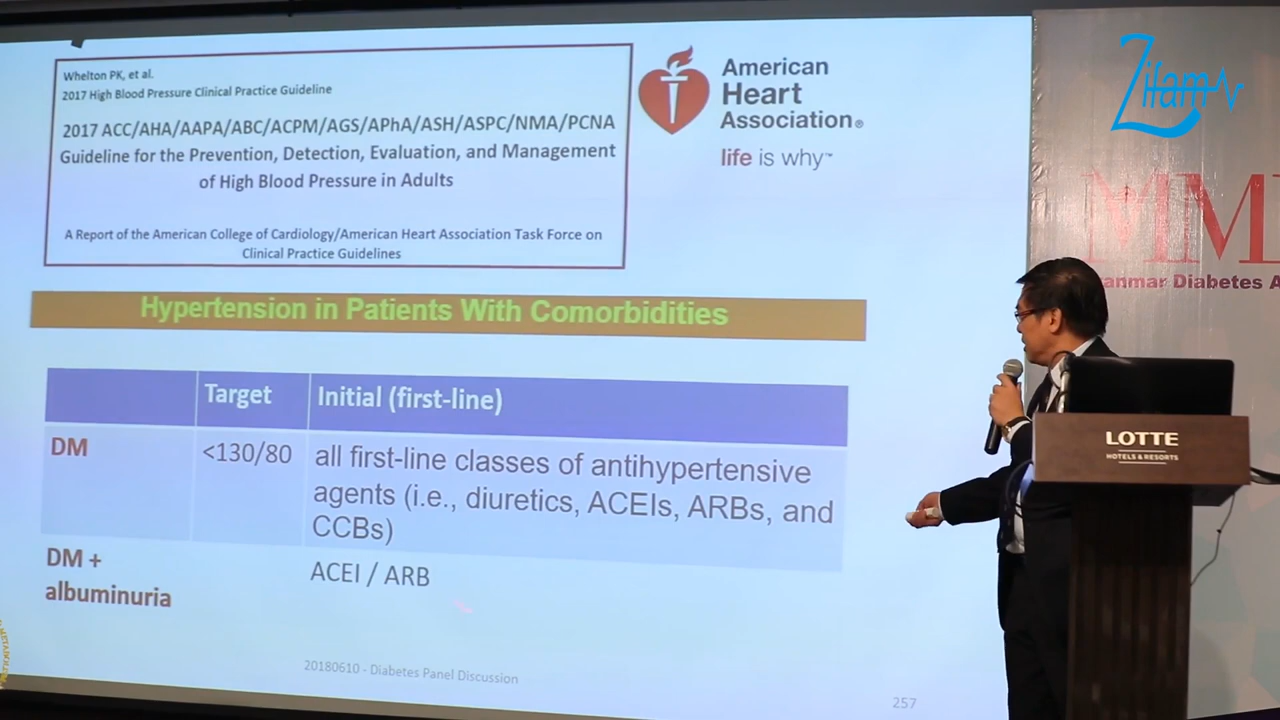 Whelton PK, et al.
2017 High Blood Pressure Clinical Practice Guideline
2017 ACC/AHA/AAPA/ABC/ACPM/AGS/APhA/ASH/ASPC/NMA/PCNA
Guideline for the Prevention, Detection, Evaluation, and Management
of High Blood Pressure in Adults
A Report of the American College of Cardiology/American Heart Association Task Force on
Clinical Practice Guidelines
American
Heart
Association®
life is why™
Hypertension in Patients With Comorbidities
Target
Initial (first-line)
DM
<130/80
all first-line classes of antihypertensive
agents (i.e., diuretics, ACEIs, ARBs, and
CCBs)
DM +
albuminuria
ACEI / ARB
20180610 - Diabetes Panel Discussion
257
Zifam
MM
anmar Diabetes A
LOTTE
HOTELS & RESORTS